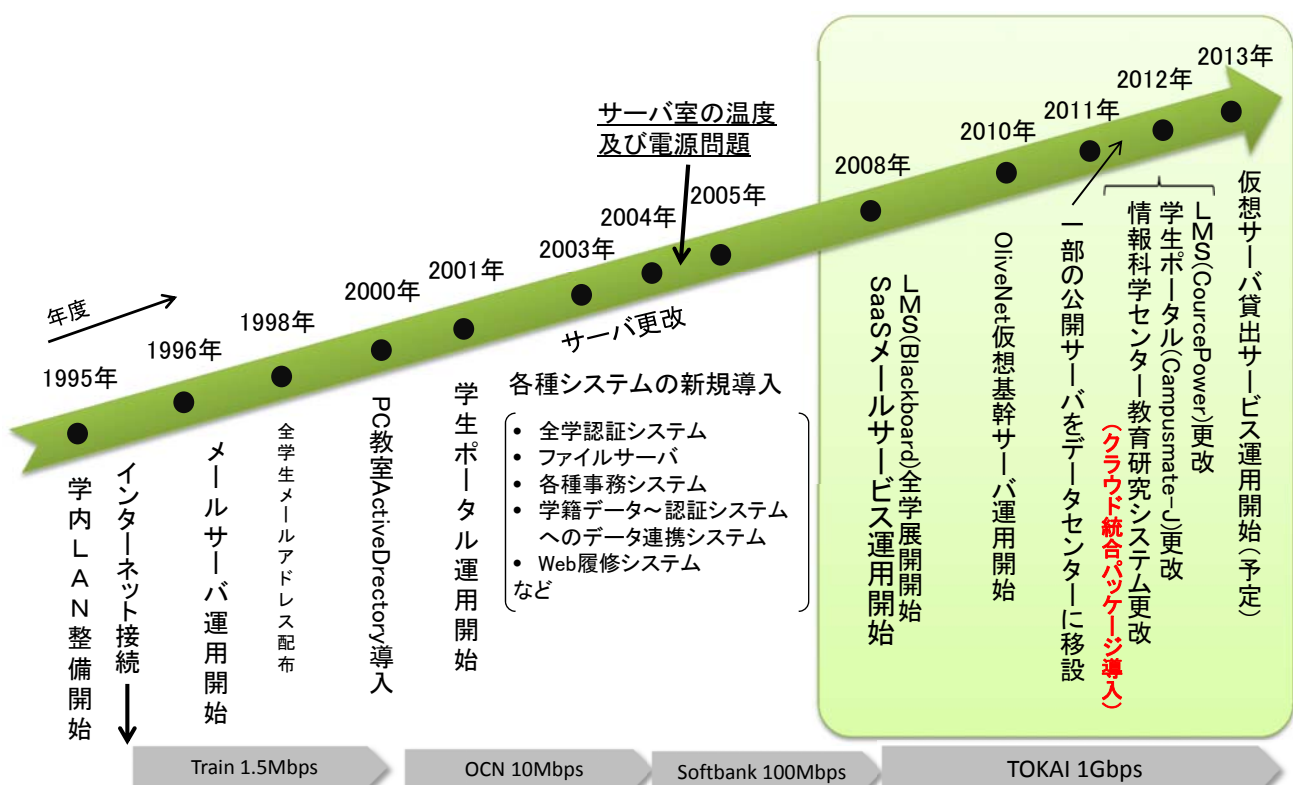 年度
1995年
1996年
1998年
2000年
2001年
2003年
2004年
2005年
2008年
2010年
2011年
2012年
2013年
サーバ室の温度
及び電源問題
学内LAN整備開始
インターネット接続
メールサーバ運用開始
全学生メールアドレス配布
PC教室ActiveDrectory導入
学生ポータル運用開始
サーバ更改
各種システムの新規導入
• 全学認証システム
• ファイルサーバ
• 各種事務システム
• 学籍データ～認証システム
へのデータ連携システム
• Web履修システム
など
LMS(Blackboard)全学展開開始
SaaSメールサービス運用開始
OliveNet仮想基幹サーバ運用開始
一部の公開サーバをデータセンターに移設
LMS(CourcePower)更改
学生ポータル(Campusmate-J)更改
情報科学センター教育研究システム更改
(クラウド統合パッケージ導入)
仮想サーバ貸出サービス運用開始(予定)
Train 1.5Mbps
OCN 10Mbps
Softbank 100Mbps
TOKAI 1Gbps